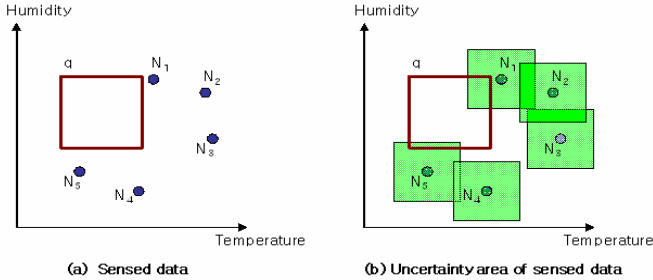 Humidity
q
N1
N2
N3
N5
N4
Temperature
(a) Sensed data
Humidity
q
N1
N2
N3
N5
N4
Temperature
(b) Uncertainty area of sensed data